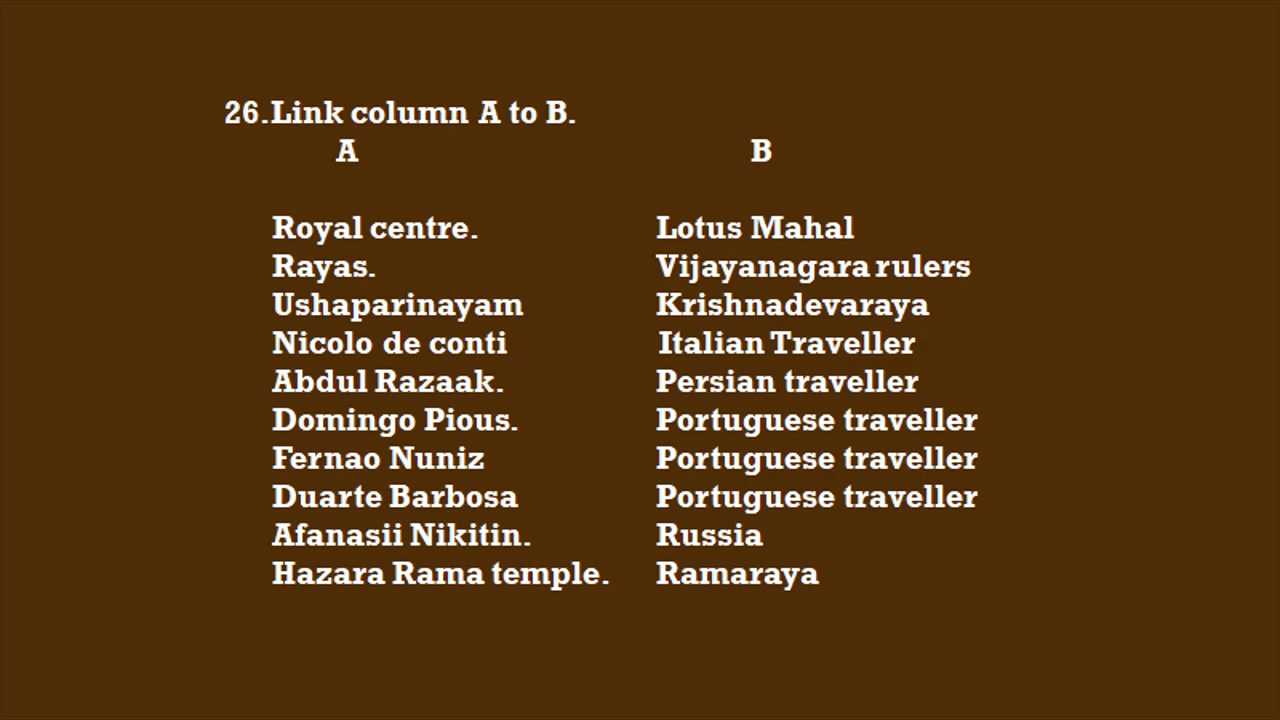 26.Link column A to B.
A B
Royal centre. Lotus Mahal
Rayas. Vijayanagara rulers
Ushaparinayam Krishnadevaraya
Nicolo de conti Italian Traveller
Abdul Razaak. Persian traveller
Domingo Pious. Portuguese traveller
Fernao Nuniz Portuguese traveller
Duarte Barbosa Portuguese traveller
Afanasii Nikitin. Russia
Hazara Rama temple. Ramaraya